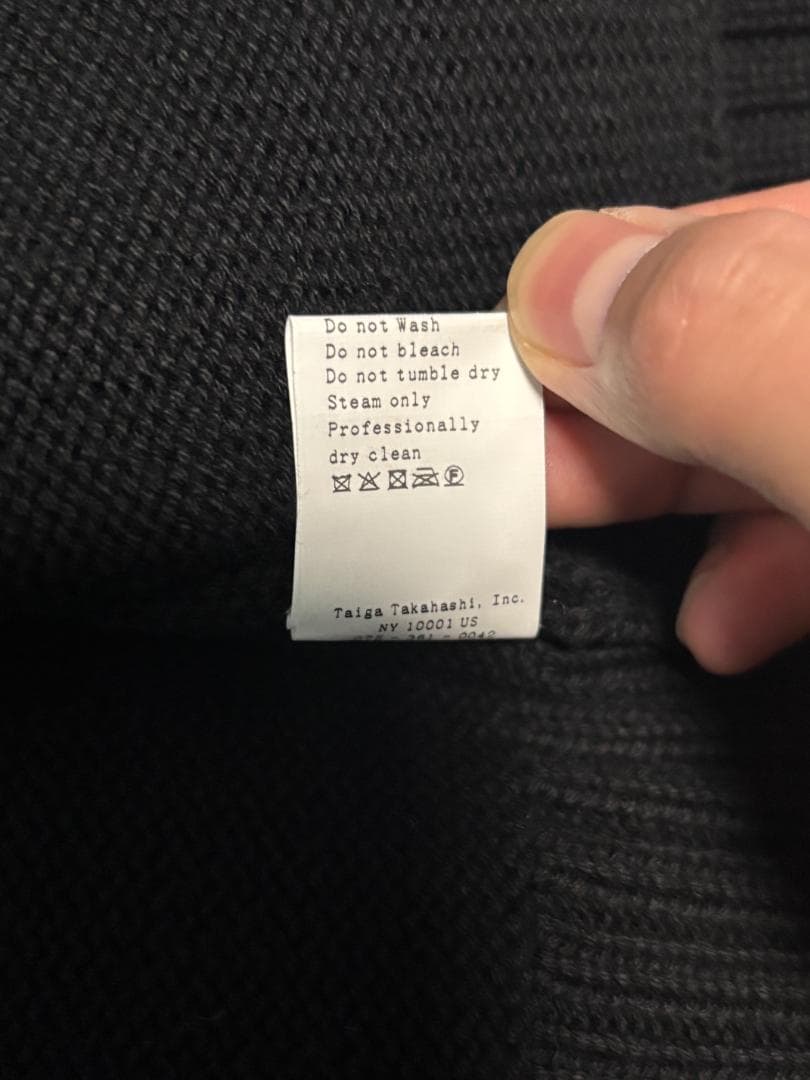 Do not Wash
Do not bleach
Do not tumble dry
Steam only
Professionally
dry clean
F
Taiga Takahashi, Inc.
NY 10001 US